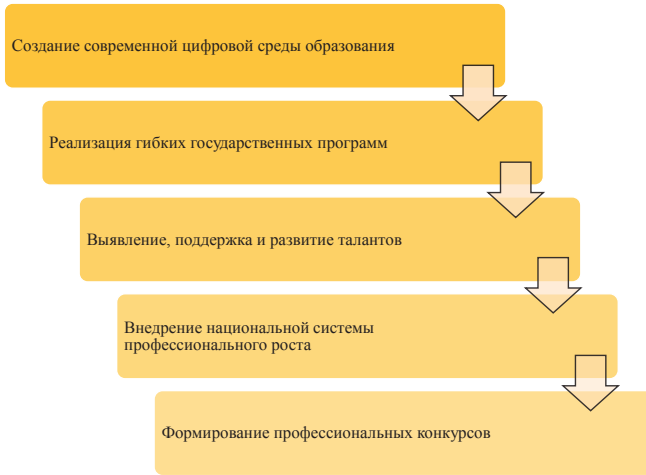 Создание современной цифровой среды образования
Реализация гибких государственных программ
Выявление, поддержка и развитие талантов
Внедрение национальной системы
профессионального роста
Формирование профессиональных конкурсов